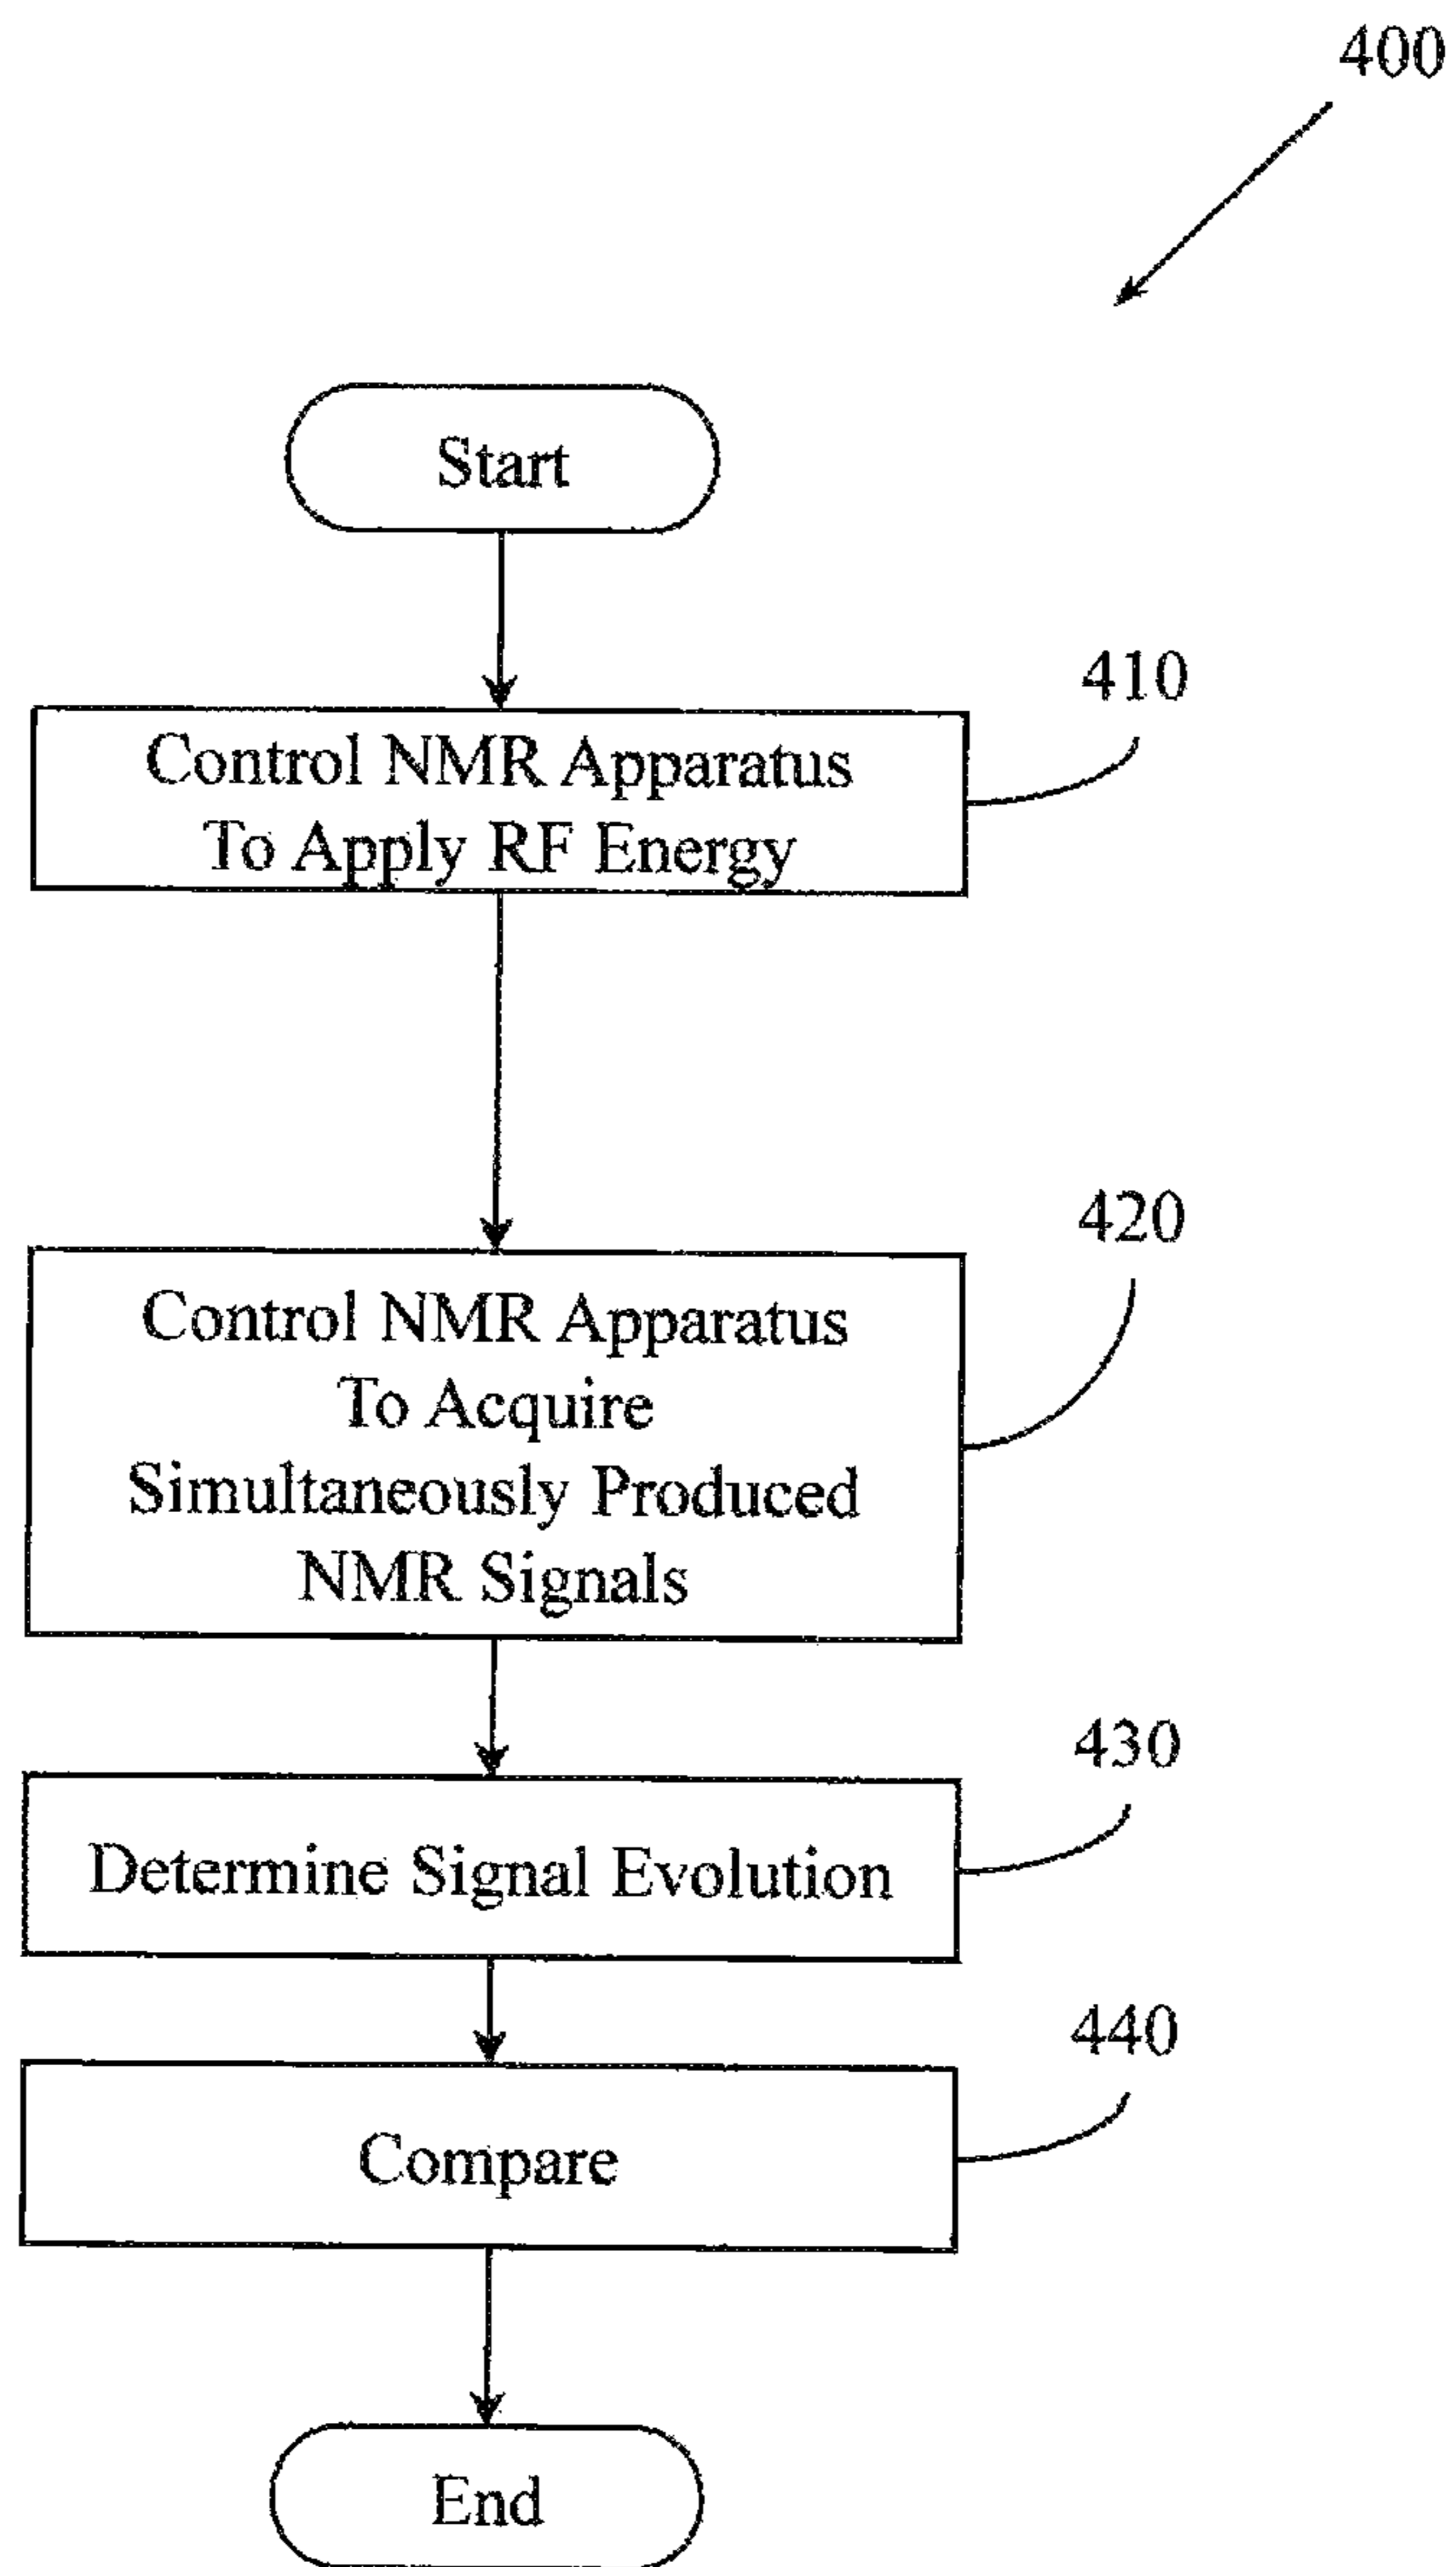 400
Start
410
Control NMR Apparatus
To Apply RF Energy
420
Control NMR Apparatus
To Acquire
Simultaneously Produced
NMR Signals
430
Determine Signal Evolution
440
Compare
End